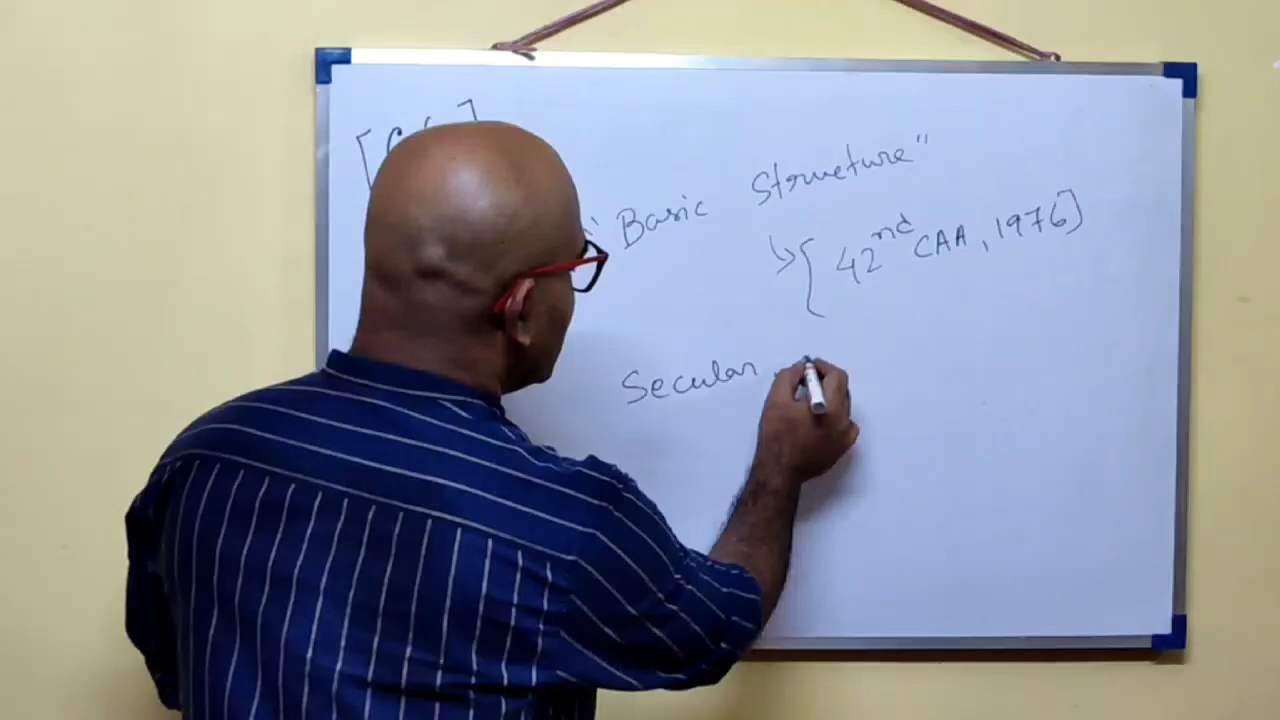 "Basic Structure"
42nd CAA, 1976]
Secular